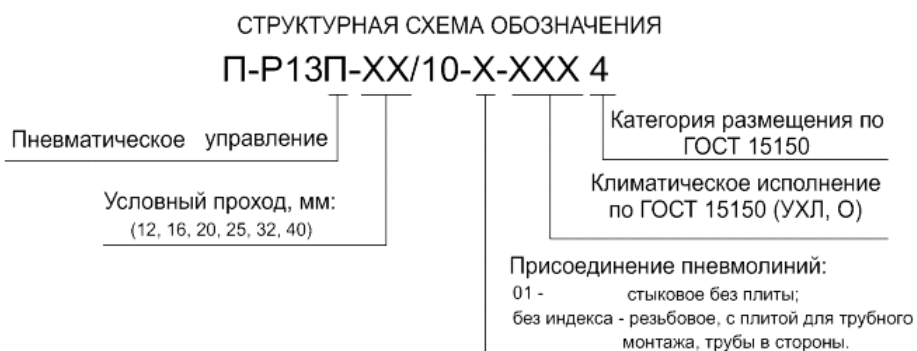 СТРУКТУРНАЯ СХЕМА ОБОЗНАЧЕНИЯ
П-Р13П-ХХ/10-Х-ХХХ 4
Пневматическое управление
Категория размещения по
ГОСТ 15150
Условный проход, мм:
(12, 16, 20, 25, 32, 40)
Климатическое исполнение
по ГОСТ 15150 (УХЛ, О)
Присоединение пневмолиний:
01 - стыковое без плиты;
без индекса - резьбовое, с плитой для трубного
монтажа, трубы в стороны.